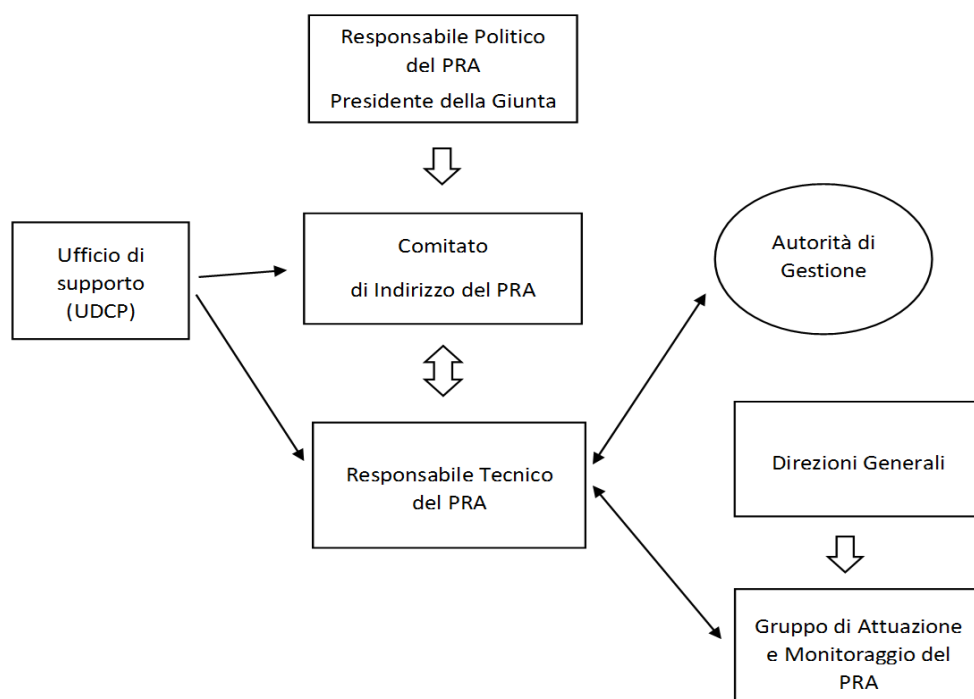 Responsabile Politico
del PRA
Presidente della Giunta
Ufficio di
supporto
(UDCP)
Comitato
di Indirizzo del PRA
Autorità di
Gestione
Responsabile Tecnico
del PRA
Direzioni Generali
Gruppo di Attuazione
e Monitoraggio del
PRA